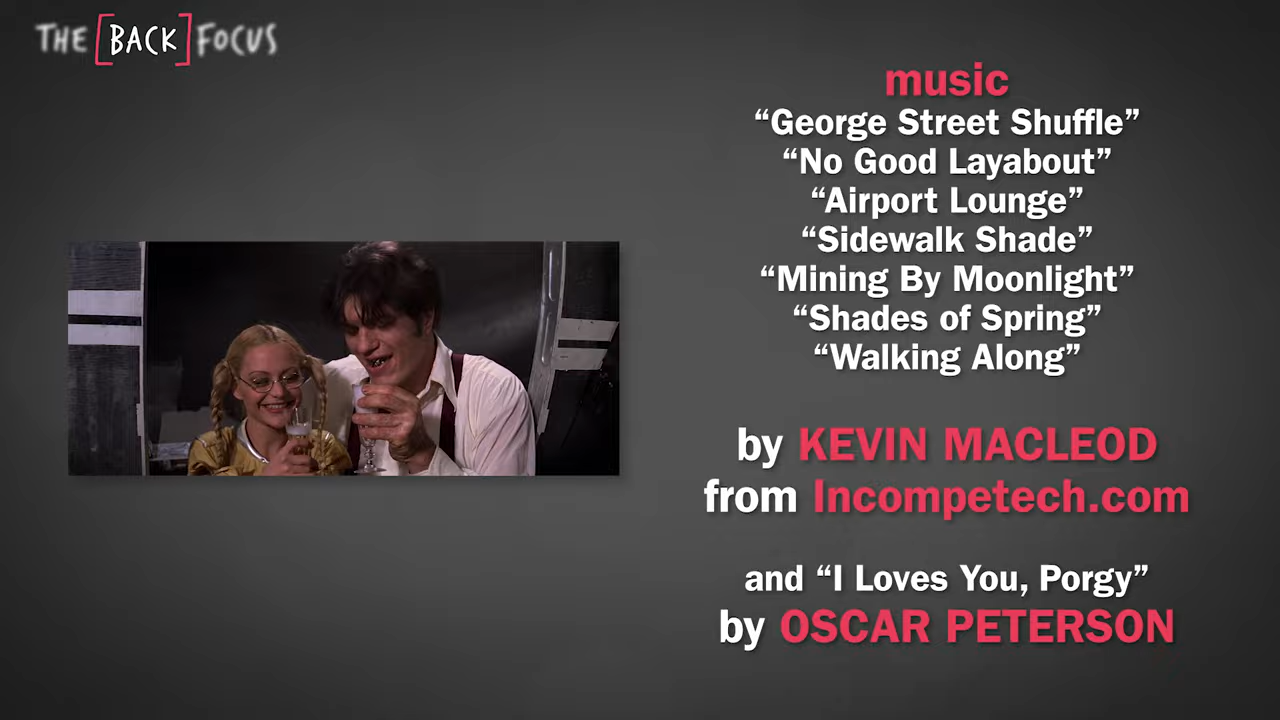 THE [BACK] FOCUS
music
“George Street Shuffle”
“No Good Layabout”
“Airport Lounge”
“Sidewalk Shade”
“Mining By Moonlight”
“Shades of Spring”
“Walking Along”
by KEVIN MACLEOD
from Incompetech.com
and “I Loves You, Porgy”
by OSCAR PETERSON